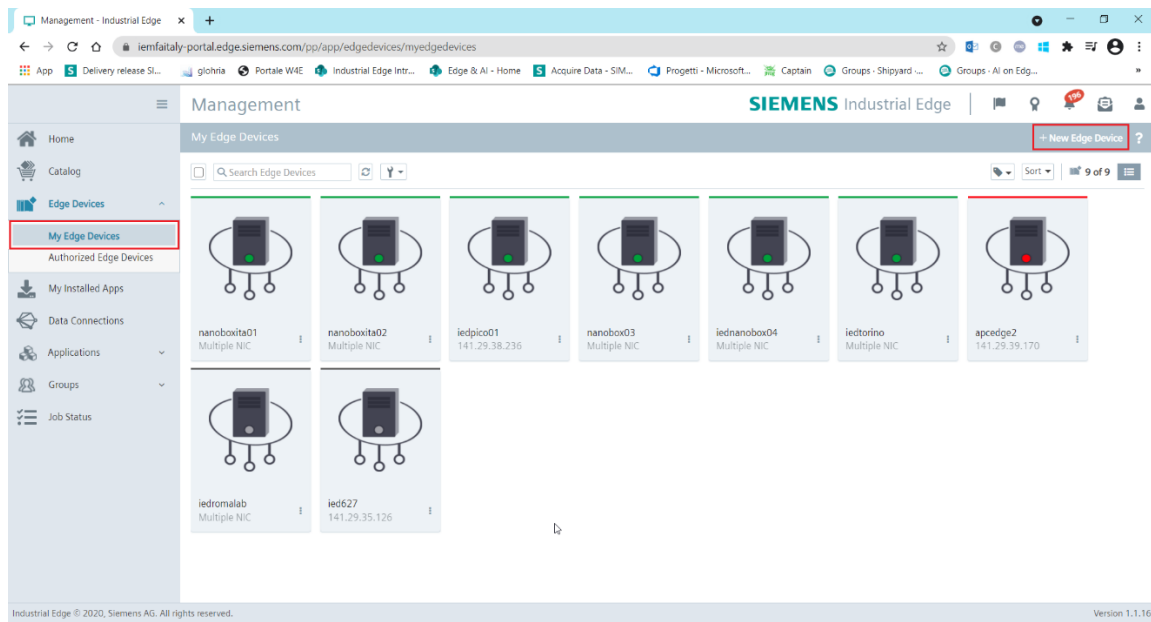 Management - Industrial Edge
iemfaitaly-portal.edge.siemens.com/pp/app/edgedevices/myedgedevices
App
Delivery release SI...
glohria
Portale W4E
Industrial Edge Intr...
Edge & AI - Home
Acquire Data - SIM...
Progetti - Microsoft...
Captain
Groups · Shipyard ·...
Groups · AI on Edg...
»
Management
SIEMENS Industrial Edge
196
Home
My Edge Devices
+ New Edge Device
?
Catalog
Search Edge Devices
Sort
9 of 9
Edge Devices
My Edge Devices
Authorized Edge Devices
My Installed Apps
Data Connections
Applications
Groups
Job Status
nanoboxita01
Multiple NIC
nanoboxita02
Multiple NIC
iedpico01
141.29.38.236
nanobox03
Multiple NIC
iednanobox04
Multiple NIC
iedtorino
Multiple NIC
apcedge2
141.29.39.170
iedromalab
Multiple NIC
ied627
141.29.35.126
Industrial Edge © 2020, Siemens AG. All rights reserved.
Version 1.1.16